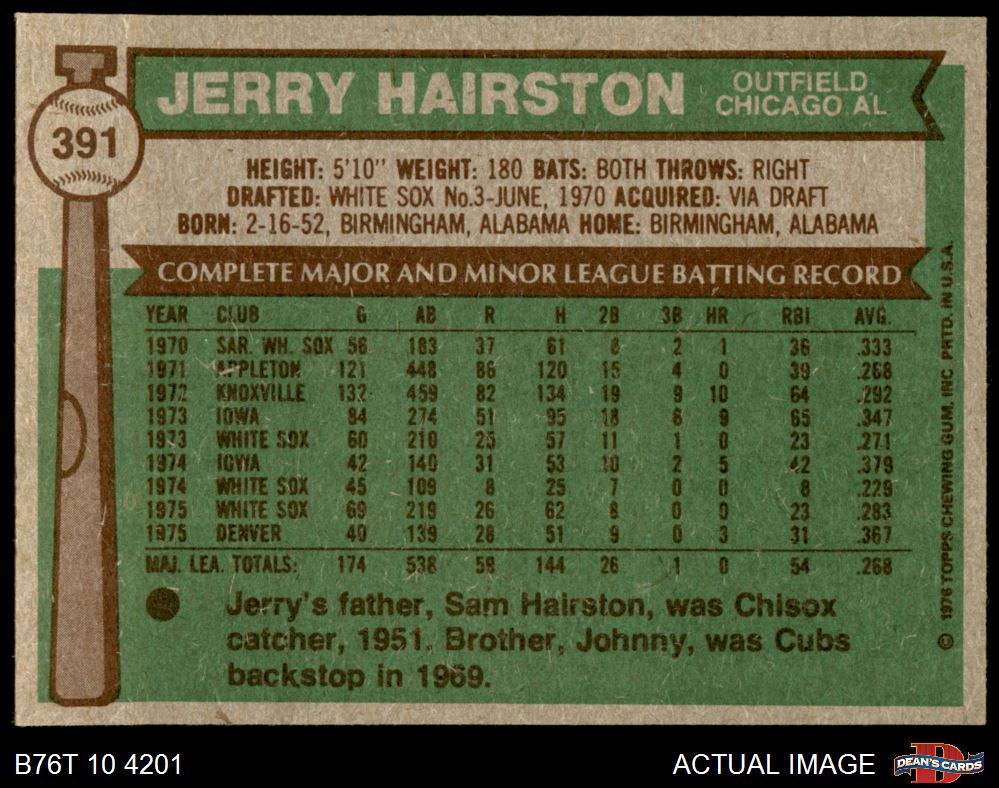 391
JERRY HAIRSTON
OUTFIELD
CHICAGO AL
HEIGHT: 5'10" WEIGHT: 180 BATS: BOTH THROWS: RIGHT
DRAFTED: WHITE SOX No.3-JUNE, 1970 ACQUIRED: VIA DRAFT
BORN: 2-16-52, BIRMINGHAM, ALABAMA HOME: BIRMINGHAM, ALABAMA
COMPLETE MAJOR AND MINOR LEAGUE BATTING RECORD
YEAR CLUB G AB R H 2B 3B HR RBI AVG.
1970 SAR. WH. SOX 56 183 37 61 8 2 1 36 .333
1971 APPLETON 121 448 86 120 15 4 0 39 .268
1972 KNOXVILLE 132 459 82 134 19 9 10 64 .292
1973 IOWA 84 274 51 95 18 6 9 65 .347
1973 WHITE SOX 60 210 25 57 11 1 0 23 .271
1974 IOWA 42 140 31 53 10 2 5 42 .379
1974 WHITE SOX 45 109 8 25 7 0 0 8 .229
1975 WHITE SOX 69 219 26 62 8 0 0 23 .283
1975 DENVER 40 139 28 51 9 0 3 31 .367
MAJ. LEA. TOTALS: 174 538 59 144 26 1 0 54 .268
Jerry's father, Sam Hairston, was Chisox
catcher, 1951. Brother, Johnny, was Cubs
backstop in 1969.
© 1976 TOPPS CHEWING GUM, INC PRTD. IN U.S.A.
B76T 10 4201
ACTUAL IMAGE
DEAN'S CARDS